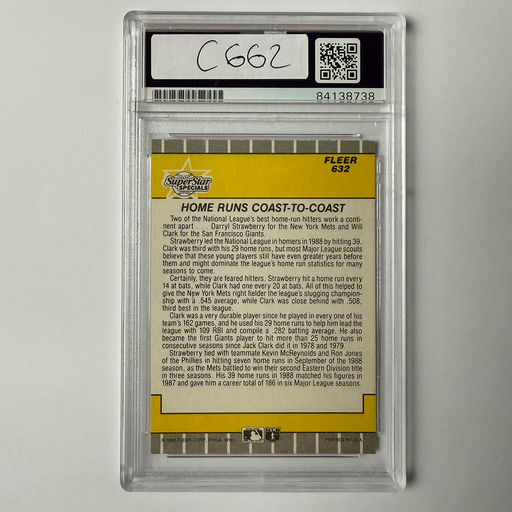 C662
84138738
FLEER
632
SuperStar
SPECIALS
HOME RUNS COAST-TO-COAST
Two of the National League's best home-run hitters work a conti-
nent apart . . . Darryl Strawberry for the New York Mets and Will
Clark for the San Francisco Giants.
Strawberry led the National League in homers in 1988 by hitting 39.
Clark was third with his 29 home runs, but most Major League scouts
believe that these young players still have even greater years before
them and might dominate the league's home run statistics for many
seasons to come.
Certainly, they are feared hitters. Strawberry hit a home run every
14 at bats, while Clark had one every 20 at bats. All of this helped to
give the New York Mets right fielder the league's slugging champion-
ship with a .545 average, while Clark was close behind with .508,
third best in the league.
Clark was a very durable player since he played in every one of his
team's 162 games, and he used his 29 home runs to help him lead the
league with 109 RBI and compile a .282 batting average. He also
became the first Giants player to hit more than 25 home runs in
consecutive seasons since Jack Clark did it in 1978 and 1979.
Strawberry tied with teammate Kevin McReynolds and Ron Jones
of the Phillies in hitting seven home runs in September of the 1988
season, as the Mets battled to win their second Eastern Division title
in three seasons. His 39 home runs in 1988 matched his figures in
1987 and gave him a career total of 186 in six Major League seasons.
FLEER CORP. PHILA.
PRINTED IN U.S.A.